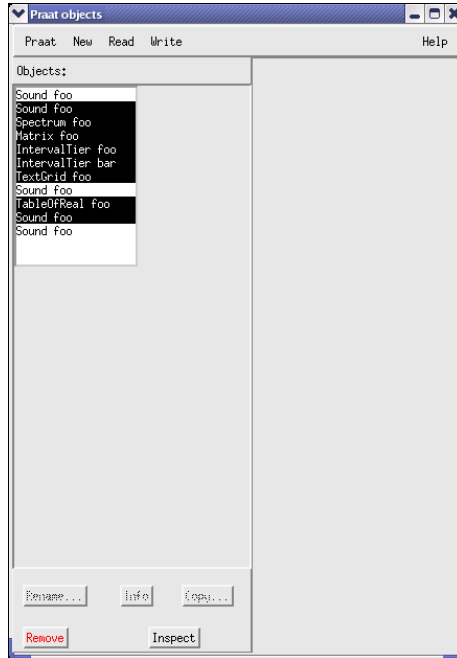 Praat objects
Praat New Read Write Help
Objects:
Sound foo
Sound foo
Spectrum foo
Matrix foo
IntervalTier foo
IntervalTier bar
TextGrid foo
Sound foo
TableOfReal foo
Sound foo
Sound foo
Rename... Info Copy...
Remove Inspect